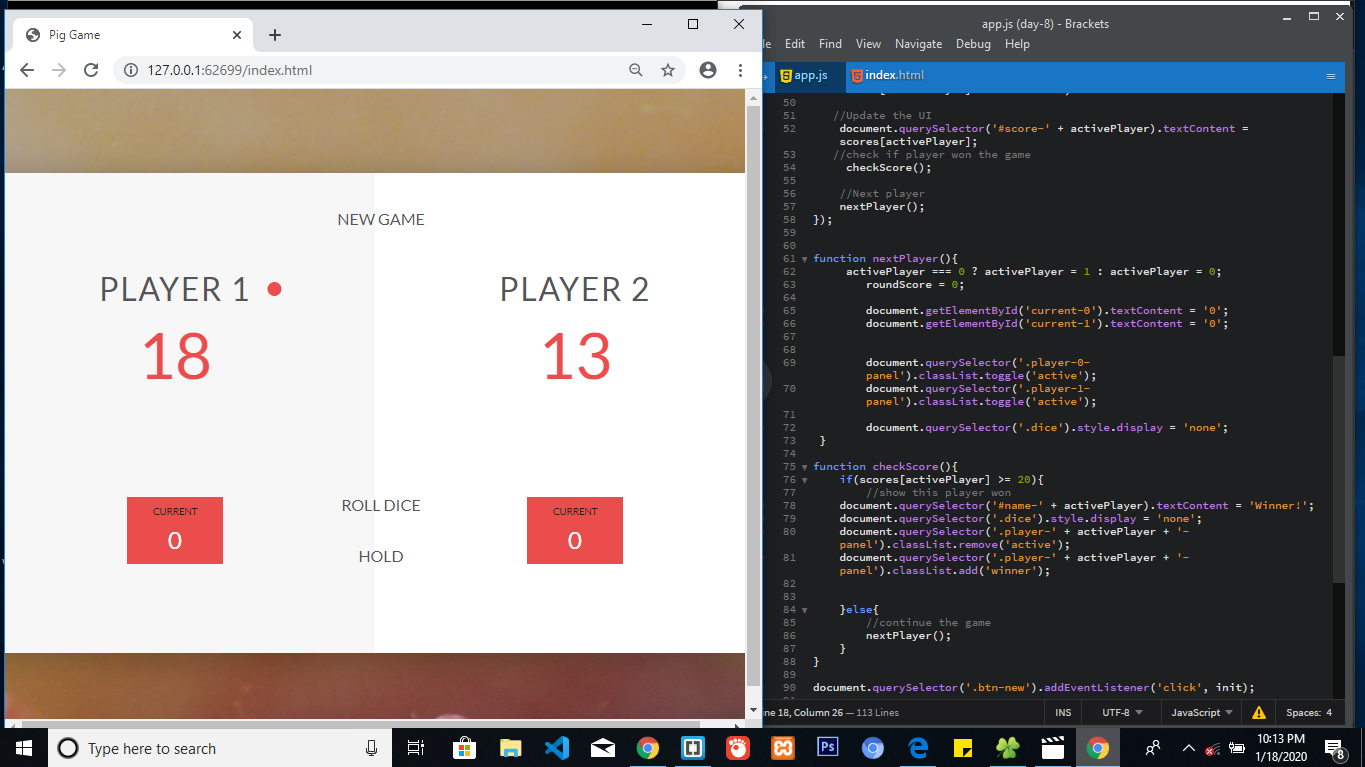 Pig Game
127.0.0.1:62699/index.html
NEW GAME
PLAYER 1
PLAYER 2
18
13
CURRENT
0
ROLL DICE
HOLD
CURRENT
0
app.js (day-8) - Brackets
Edit Find View Navigate Debug Help
app.js
index.html
50
51 //Update the UI
52 document.querySelector('#score-' + activePlayer).textContent =
scores[activePlayer];
53 //check if player won the game
54 checkScore();
55
56 //Next player
57 nextPlayer();
58 });
59
60
61 function nextPlayer(){
62 activePlayer === 0 ? activePlayer = 1 : activePlayer = 0;
63 roundScore = 0;
64
65 document.getElementById('current-0').textContent = '0';
66 document.getElementById('current-1').textContent = '0';
67
68
69 document.querySelector('.player-0-
panel').classList.toggle('active');
70 document.querySelector('.player-1-
panel').classList.toggle('active');
71
72 document.querySelector('.dice').style.display = 'none';
73 }
74
75 function checkScore(){
76 if(scores[activePlayer] >= 20){
77 //show this player won
78 document.querySelector('#name-' + activePlayer).textContent = 'Winner!';
79 document.querySelector('.dice').style.display = 'none';
80 document.querySelector('.player-' + activePlayer + '-
panel').classList.remove('active');
81 document.querySelector('.player-' + activePlayer + '-
panel').classList.add('winner');
82
83
84 }else{
85 //continue the game
86 nextPlayer();
87 }
88 }
89
90 document.querySelector('.btn-new').addEventListener('click', init);
18, Column 26 — 113 Lines
INS
UTF-8
JavaScript
Spaces: 4
Type here to search
Ps
10:13 PM
1/18/2020
8